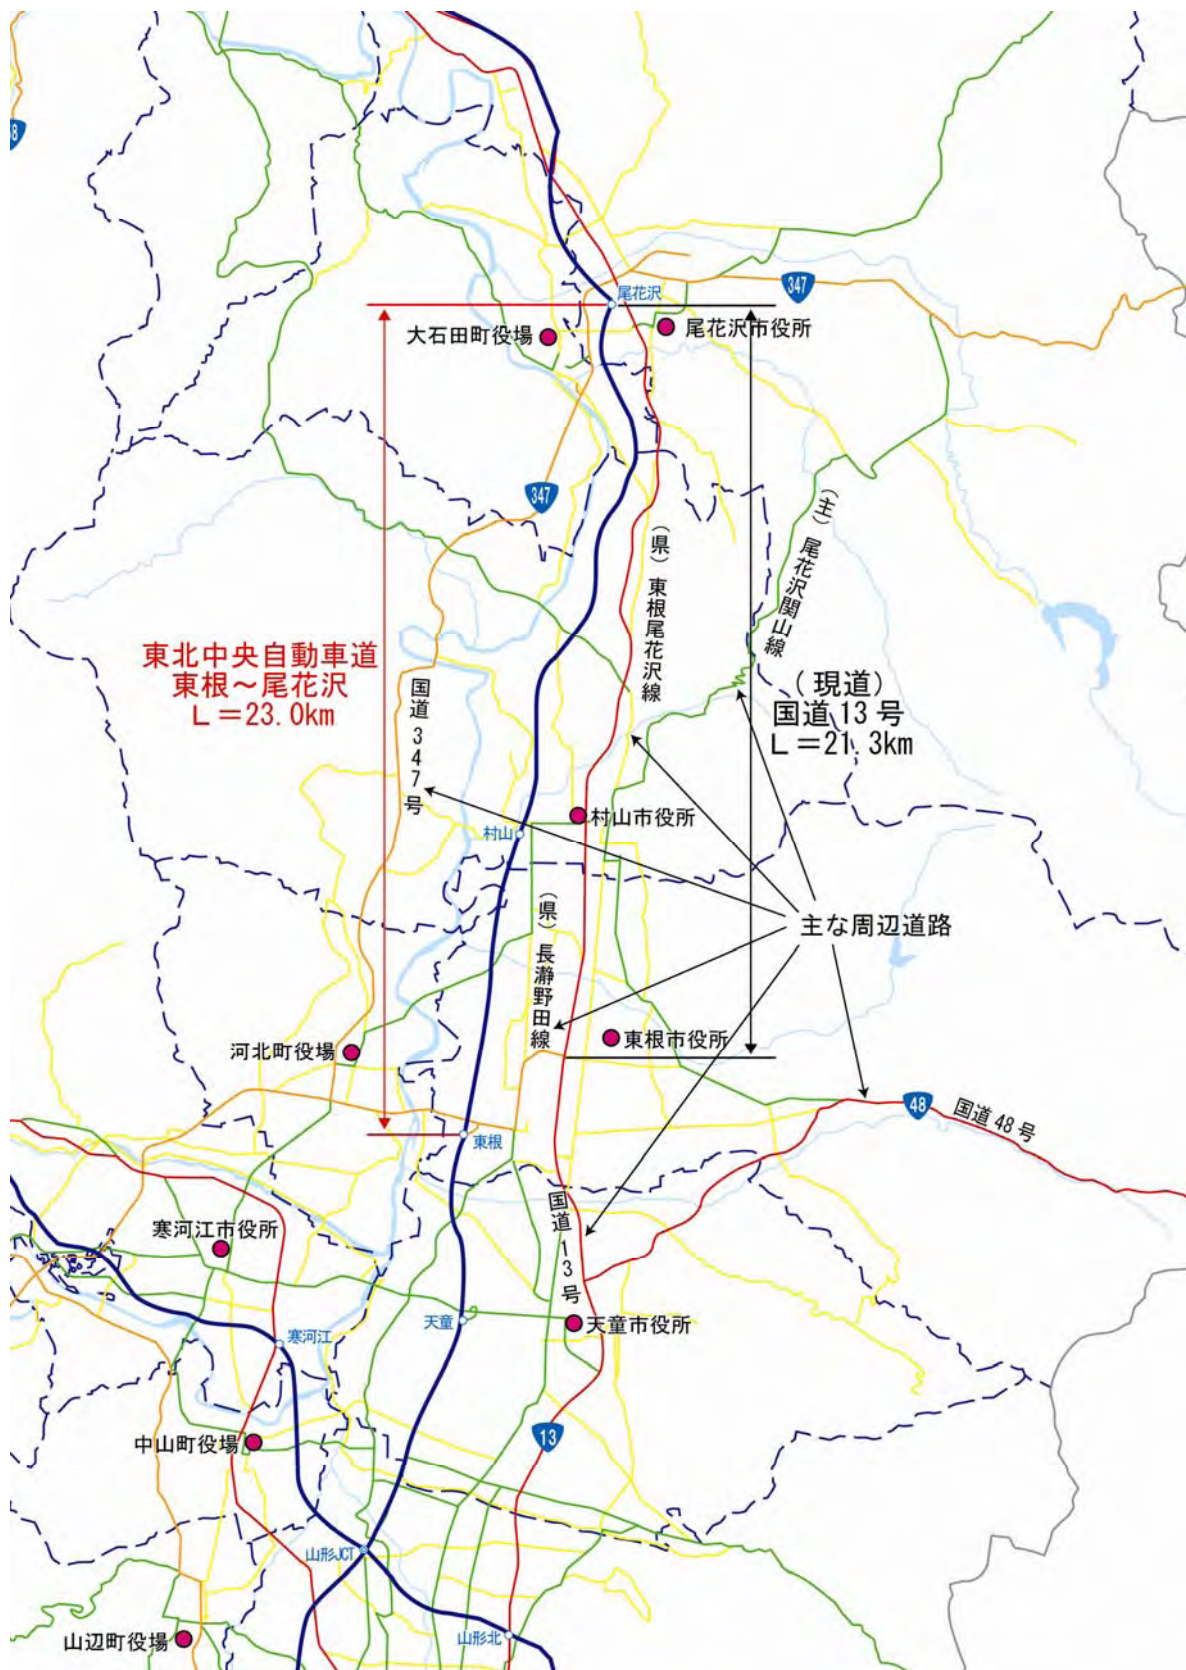 尾花沢
347
大石田町役場
尾花沢市役所
347
(主) 尾花沢関山線
(県) 東根尾花沢線
東北中央自動車道
東根～尾花沢
L=23.0km
国道347号
(現道)
国道13号
L=21.3km
村山
村山市役所
(県) 長瀞野田線
主な周辺道路
河北町役場
東根市役所
48
国道48号
東根
国道13号
寒河江市役所
寒河江
天童
天童市役所
13
中山町役場
山形JCT
山辺町役場
山形北